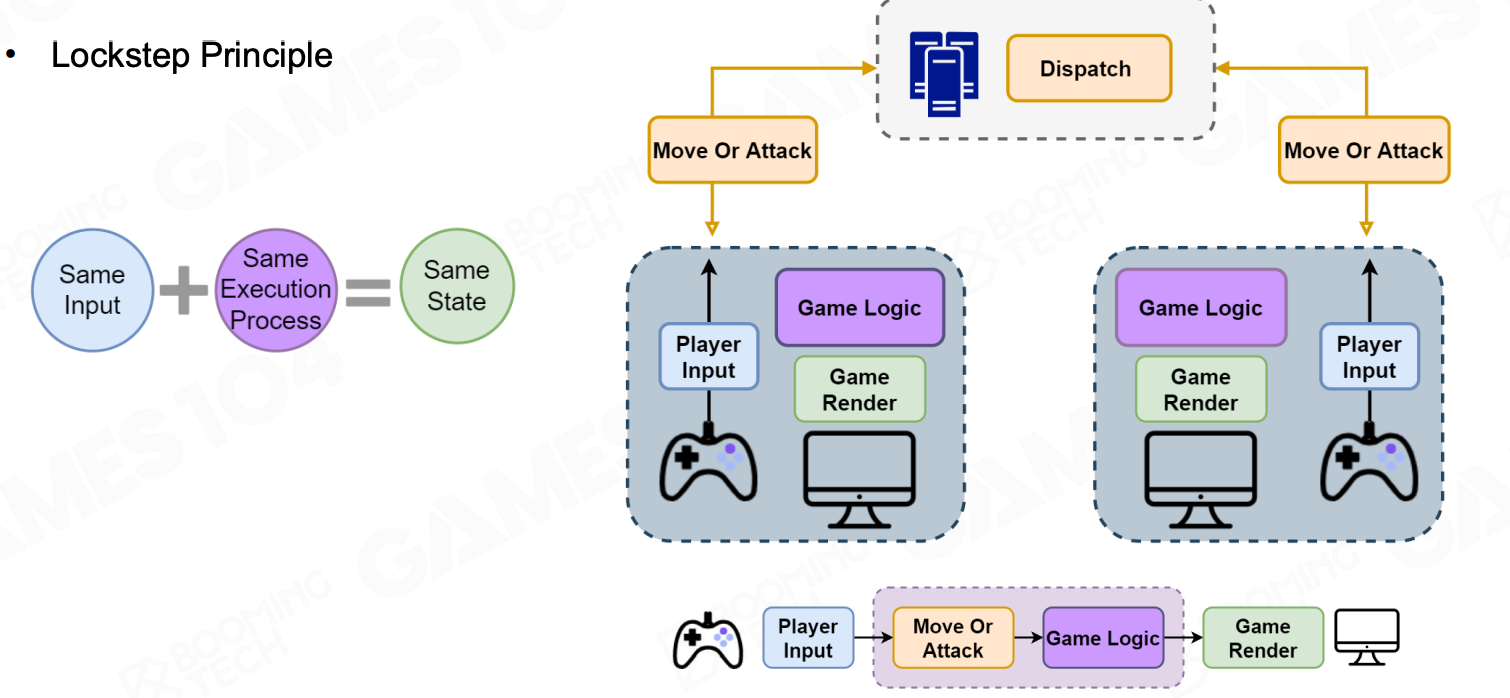 • Lockstep Principle
Same
Input
Same
Execution
Process
Same
State
Dispatch
Move Or Attack
Move Or Attack
Game Logic
Player
Input
Game
Render
Game Logic
Game
Render
Player
Input
Player
Input
Move Or
Attack
Game Logic
Game
Render
GAMES104
BOOMING
TECH